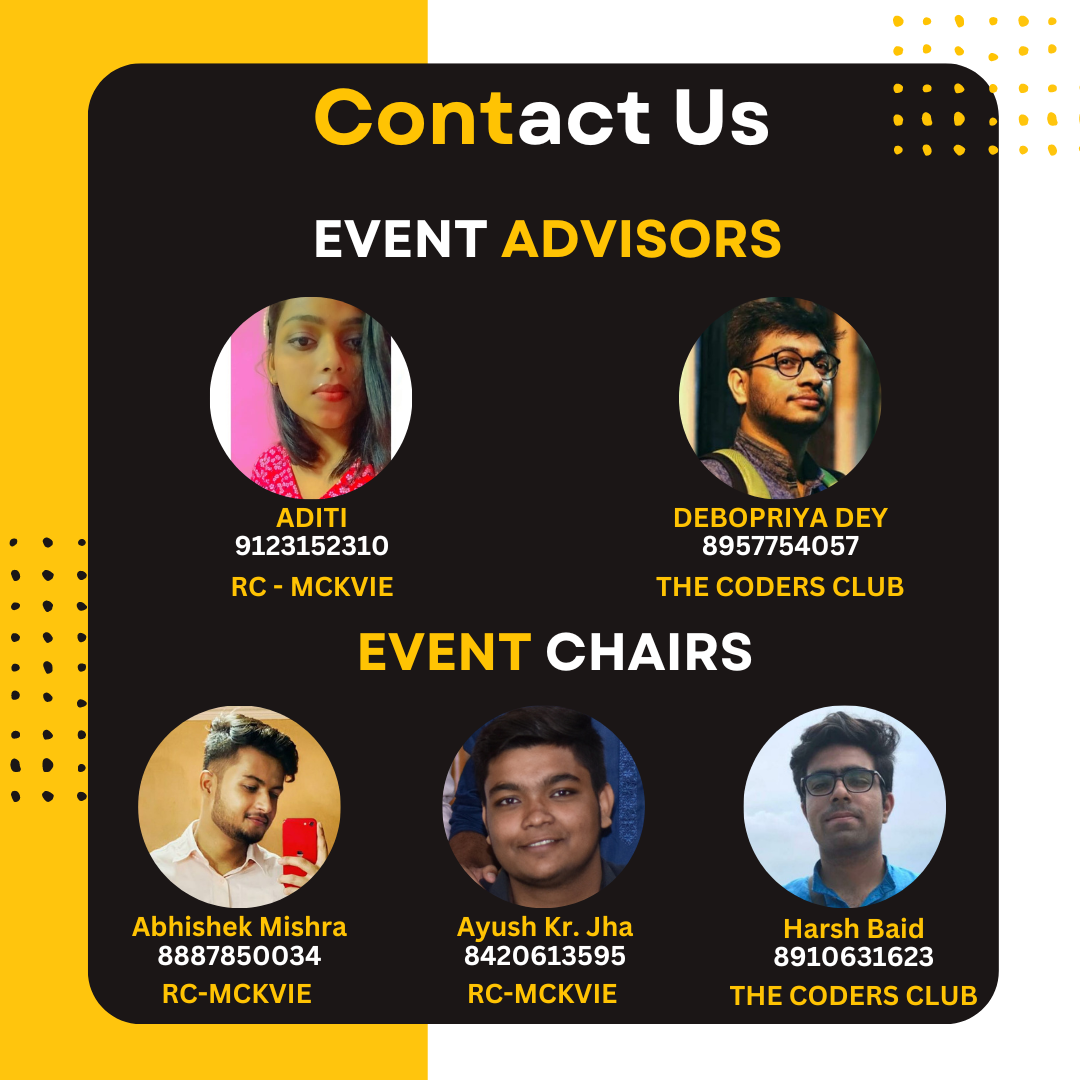 Contact Us
EVENT ADVISORS
ADITI
9123152310
RC - MCKVIE
DEBOPRIYA DEY
8957754057
THE CODERS CLUB
EVENT CHAIRS
Abhishek Mishra
8887850034
RC-MCKVIE
Ayush Kr. Jha
8420613595
RC-MCKVIE
Harsh Baid
8910631623
THE CODERS CLUB